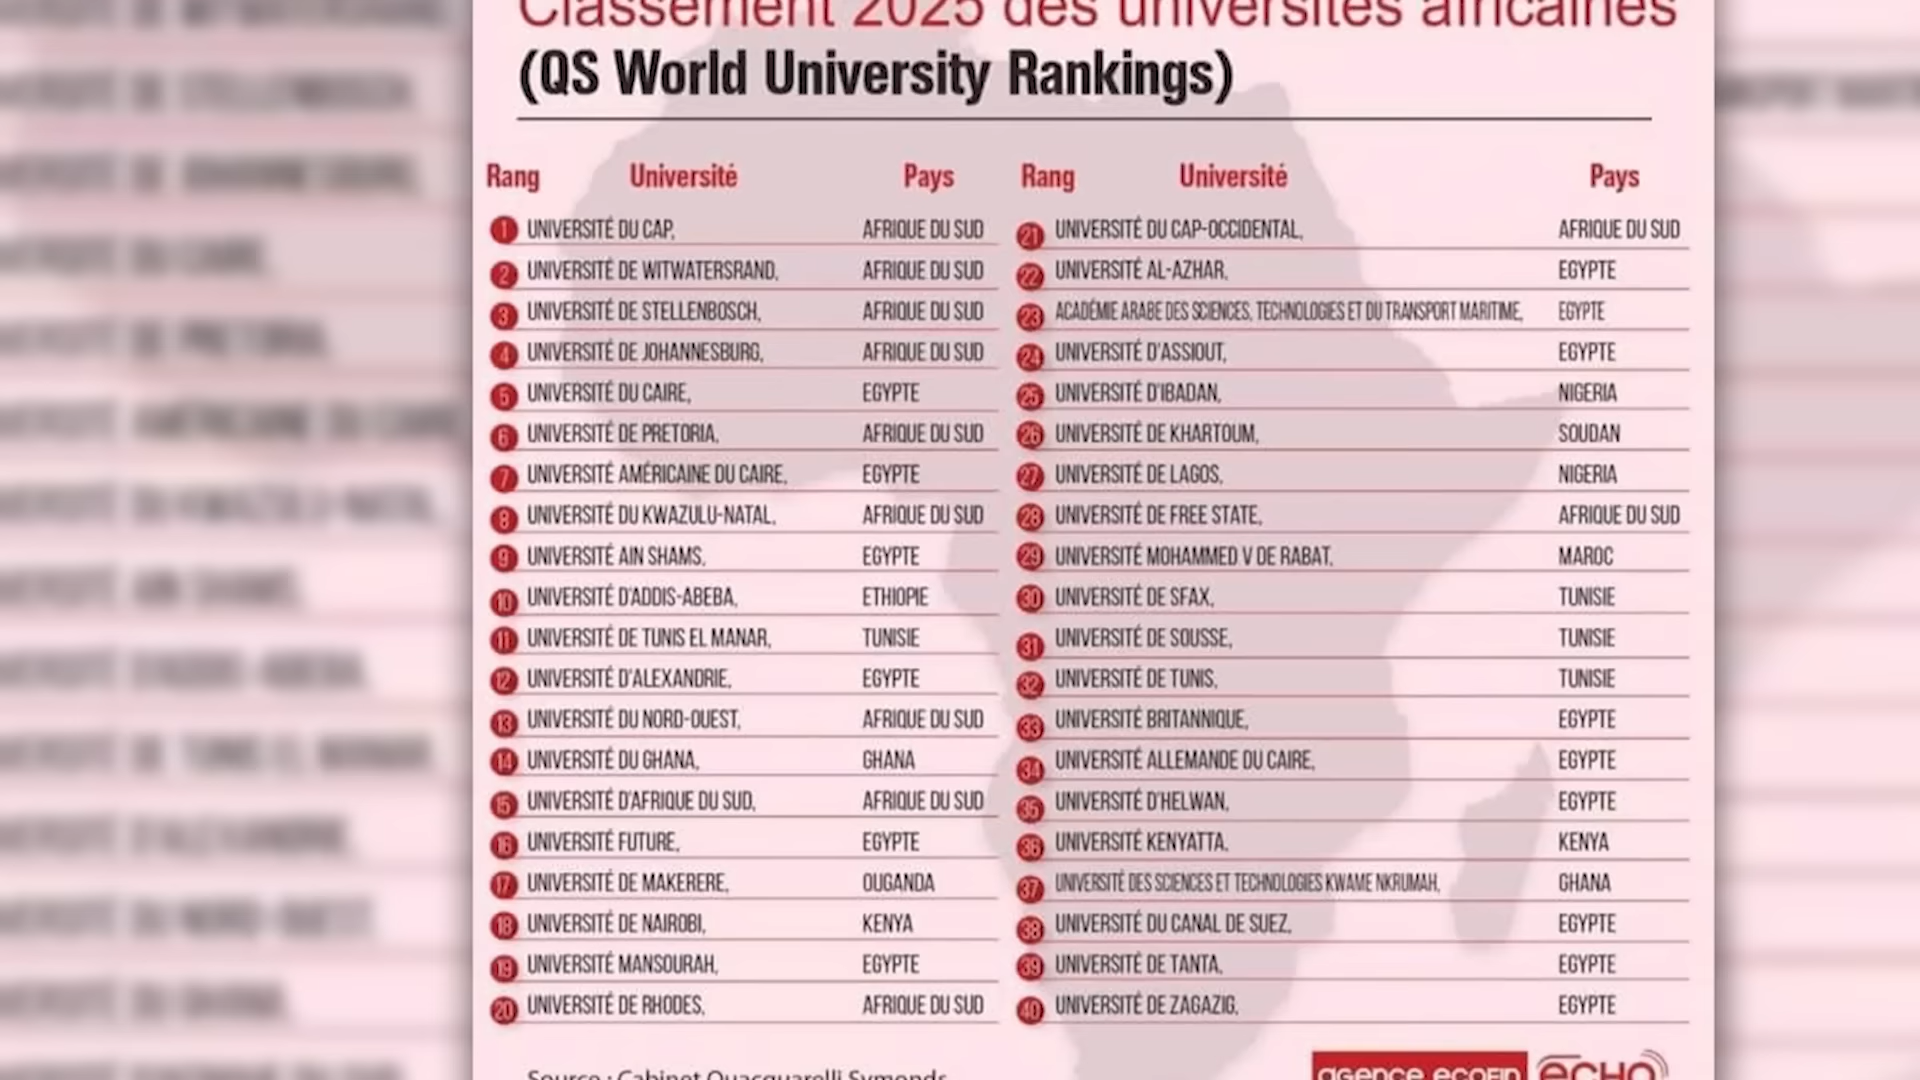 Classement 2025 des universités africaines
(QS World University Rankings)
Rang Université Pays
1 UNIVERSITÉ DU CAP, AFRIQUE DU SUD
2 UNIVERSITÉ DE WITWATERSRAND, AFRIQUE DU SUD
3 UNIVERSITÉ DE STELLENBOSCH, AFRIQUE DU SUD
4 UNIVERSITÉ DE JOHANNESBURG, AFRIQUE DU SUD
5 UNIVERSITÉ DU CAIRE, EGYPTE
6 UNIVERSITÉ DE PRETORIA, AFRIQUE DU SUD
7 UNIVERSITÉ AMÉRICAINE DU CAIRE, EGYPTE
8 UNIVERSITÉ DU KWAZULU-NATAL, AFRIQUE DU SUD
9 UNIVERSITÉ AIN SHAMS, EGYPTE
10 UNIVERSITÉ D'ADDIS-ABEBA, ETHIOPIE
11 UNIVERSITÉ DE TUNIS EL MANAR, TUNISIE
12 UNIVERSITÉ D'ALEXANDRIE, EGYPTE
13 UNIVERSITÉ DU NORD-OUEST, AFRIQUE DU SUD
14 UNIVERSITÉ DU GHANA, GHANA
15 UNIVERSITÉ D'AFRIQUE DU SUD, AFRIQUE DU SUD
16 UNIVERSITÉ FUTURE, EGYPTE
17 UNIVERSITÉ DE MAKERERE, OUGANDA
18 UNIVERSITÉ DE NAIROBI, KENYA
19 UNIVERSITÉ MANSOURAH, EGYPTE
20 UNIVERSITÉ DE RHODES, AFRIQUE DU SUD
Rang Université Pays
21 UNIVERSITÉ DU CAP-OCCIDENTAL, AFRIQUE DU SUD
22 UNIVERSITÉ AL-AZHAR, EGYPTE
23 ACADÉMIE ARABE DES SCIENCES, TECHNOLOGIES ET DU TRANSPORT MARITIME, EGYPTE
24 UNIVERSITÉ D'ASSIOUT, EGYPTE
25 UNIVERSITÉ D'IBADAN, NIGERIA
26 UNIVERSITÉ DE KHARTOUM, SOUDAN
27 UNIVERSITÉ DE LAGOS, NIGERIA
28 UNIVERSITÉ DE FREE STATE, AFRIQUE DU SUD
29 UNIVERSITÉ MOHAMMED V DE RABAT, MAROC
30 UNIVERSITÉ DE SFAX, TUNISIE
31 UNIVERSITÉ DE SOUSSE, TUNISIE
32 UNIVERSITÉ DE TUNIS, TUNISIE
33 UNIVERSITÉ BRITANNIQUE, EGYPTE
34 UNIVERSITÉ ALLEMANDE DU CAIRE, EGYPTE
35 UNIVERSITÉ D'HELWAN, EGYPTE
36 UNIVERSITÉ KENYATTA, KENYA
37 UNIVERSITÉ DES SCIENCES ET TECHNOLOGIES KWAME NKRUMAH, GHANA
38 UNIVERSITÉ DU CANAL DE SUEZ, EGYPTE
39 UNIVERSITÉ DE TANTA, EGYPTE
40 UNIVERSITÉ DE ZAGAZIG, EGYPTE
Source : Cabinet Quacquarelli Symonds
agence ecofin ECHO